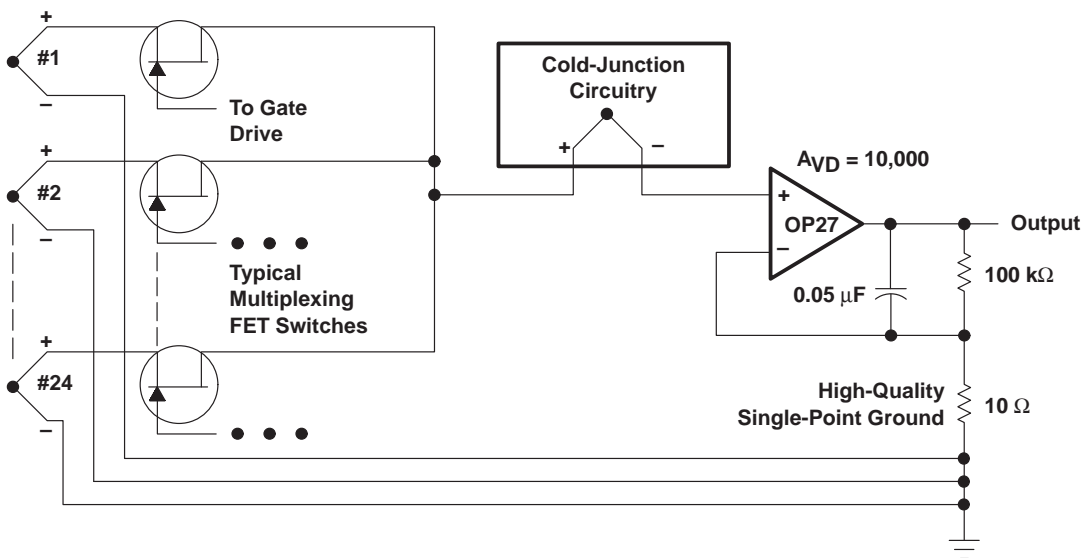 +
#1
−
To Gate
Drive
+
#2
−
Typical
Multiplexing
FET Switches
+
#24
−
Cold-Junction
Circuitry
+
−
AVD = 10,000
+
OP27
−
Output
0.05 μF
100 kΩ
High-Quality
Single-Point Ground
10 Ω